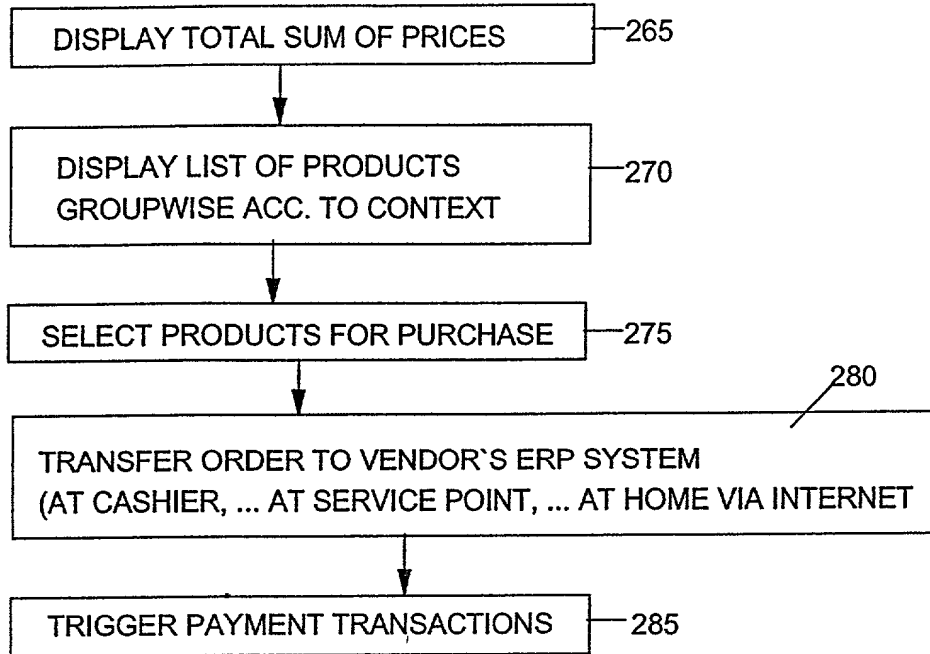 DISPLAY TOTAL SUM OF PRICES
265
DISPLAY LIST OF PRODUCTS
GROUPWISE ACC. TO CONTEXT
270
SELECT PRODUCTS FOR PURCHASE
275
280
TRANSFER ORDER TO VENDOR`S ERP SYSTEM
(AT CASHIER, ... AT SERVICE POINT, ... AT HOME VIA INTERNET
TRIGGER PAYMENT TRANSACTIONS
285